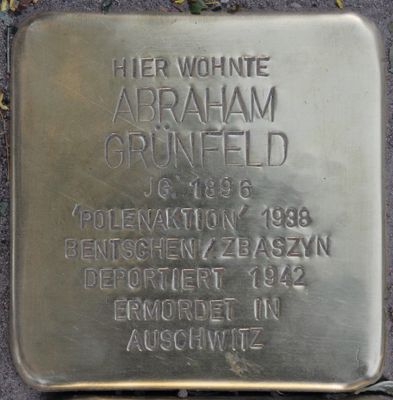 HIER WOHNTE
ABRAHAM
GRÜNFELD
JG. 1896
'POLENAKTION' 1938
BENTSCHEN/ZBASZYN
DEPORTIERT 1942
ERMORDET IN
AUSCHWITZ